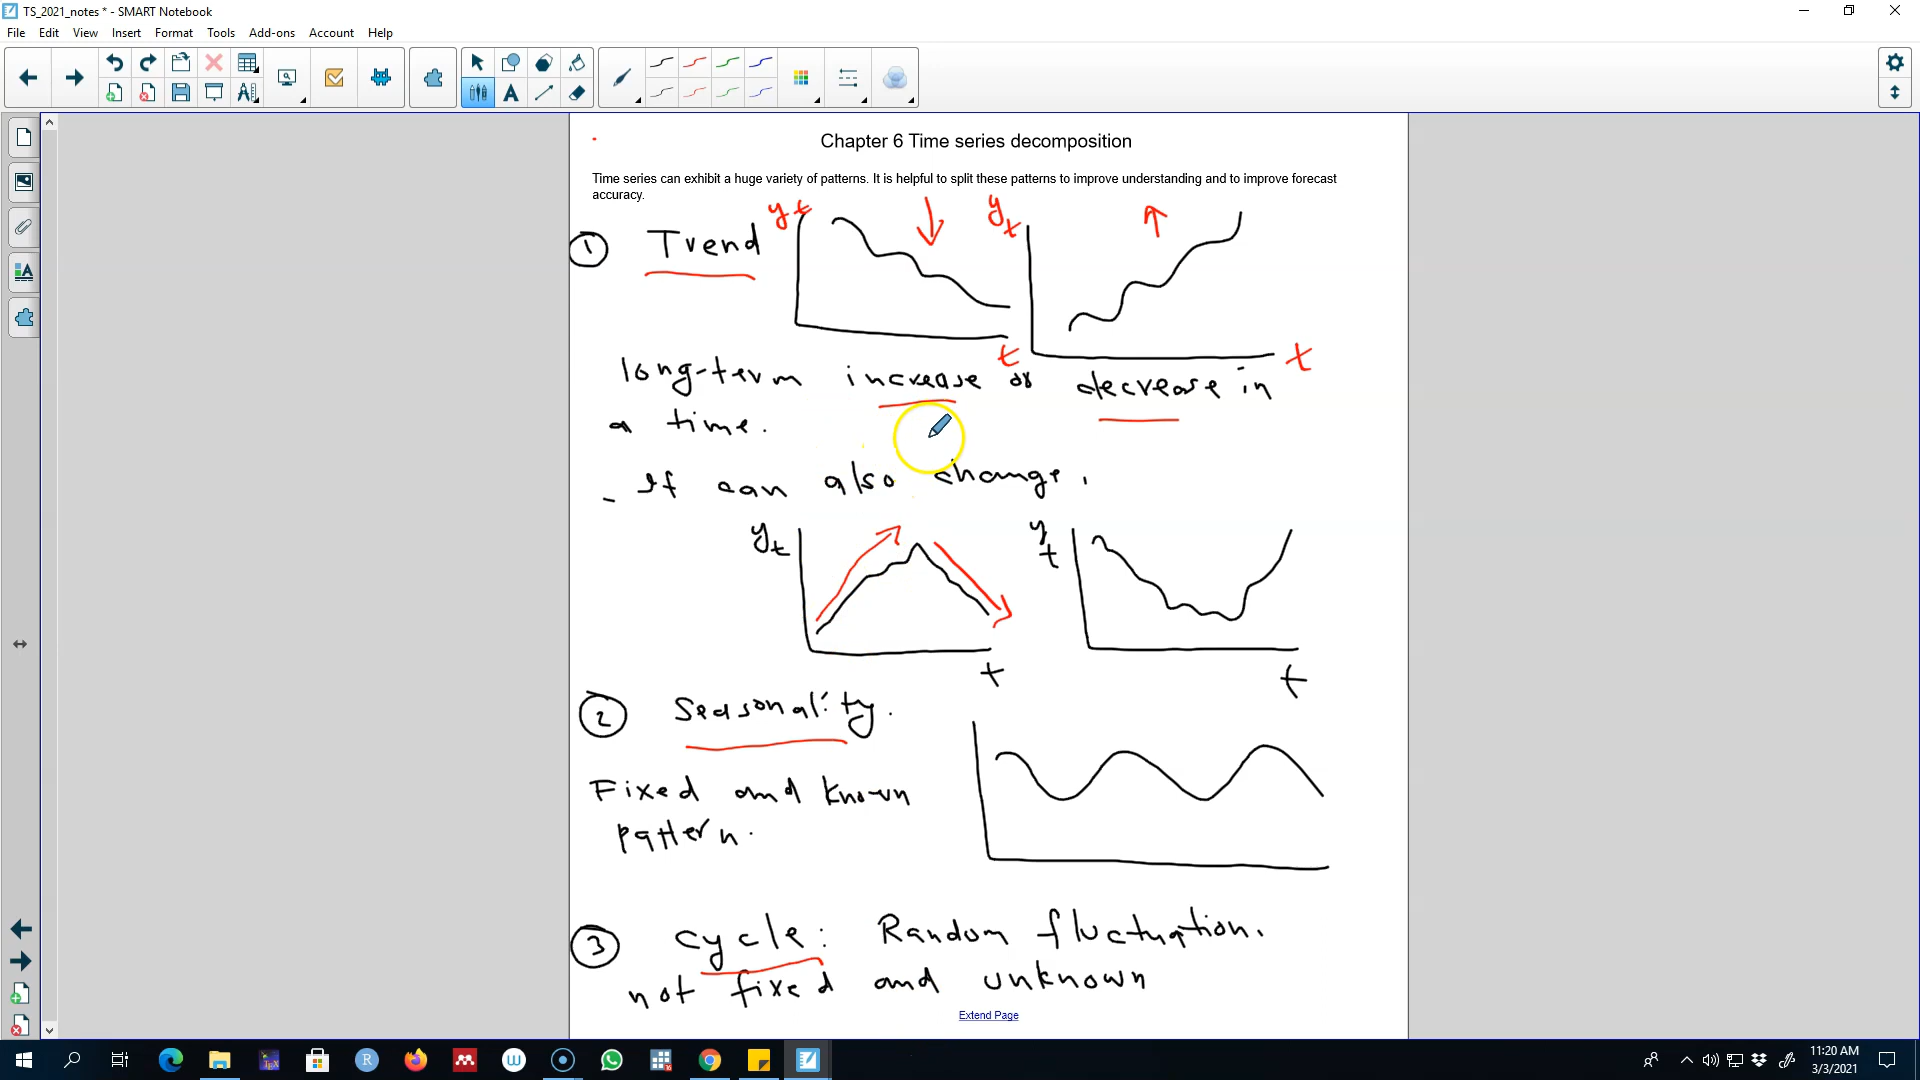 TS_2021_notes * - SMART Notebook
File Edit View Insert Format Tools Add-ons Account Help
Chapter 6 Time series decomposition
Time series can exhibit a huge variety of patterns. It is helpful to split these patterns to improve understanding and to improve forecast
accuracy.
① Trend
yt
yt
t
t
long-term increase or decrease in
a time.
- It can also change.
yt
yt
t
t
② Seasonality.
Fixed and known
pattern.
③ cycle: Random fluctuation.
not fixed and unknown
Extend Page
11:20 AM
3/3/2021